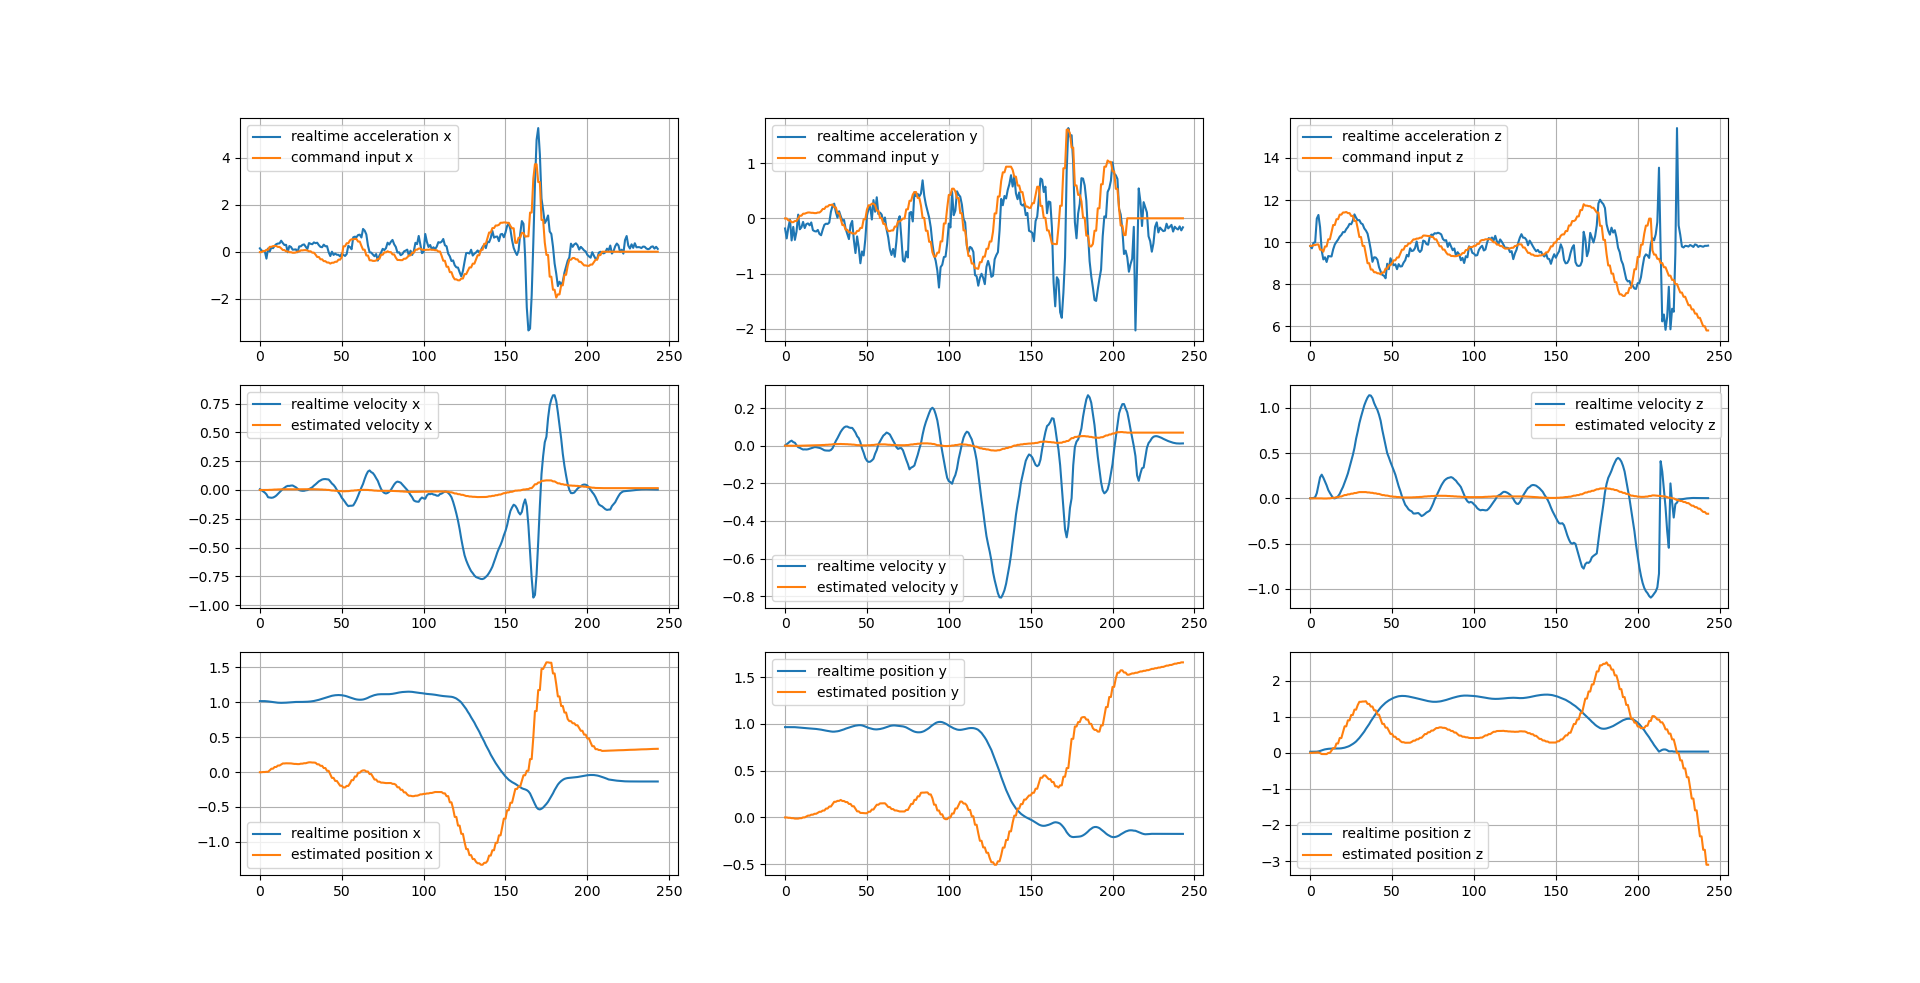 realtime acceleration x
command input x
4
2
0
−2
0 50 100 150 200 250
realtime acceleration y
command input y
1
0
−1
−2
0 50 100 150 200 250
realtime acceleration z
command input z
14
12
10
8
6
0 50 100 150 200 250
realtime velocity x
estimated velocity x
0.75
0.50
0.25
0.00
−0.25
−0.50
−0.75
−1.00
0 50 100 150 200 250
0.2
0.0
−0.2
−0.4
−0.6
−0.8
realtime velocity y
estimated velocity y
0 50 100 150 200 250
realtime velocity z
estimated velocity z
1.0
0.5
0.0
−0.5
−1.0
0 50 100 150 200 250
1.5
1.0
0.5
0.0
−0.5
−1.0
realtime position x
estimated position x
0 50 100 150 200 250
realtime position y
estimated position y
1.5
1.0
0.5
0.0
−0.5
0 50 100 150 200 250
2
1
0
−1
−2
−3
realtime position z
estimated position z
0 50 100 150 200 250